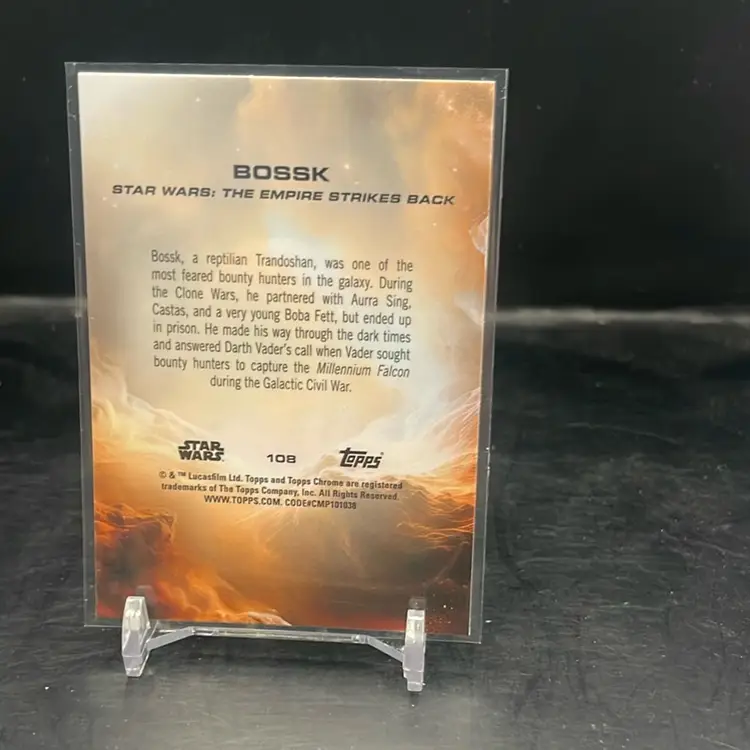 BOSSK
STAR WARS: THE EMPIRE STRIKES BACK
Bossk, a reptilian Trandoshan, was one of the
most feared bounty hunters in the galaxy. During
the Clone Wars, he partnered with Aurra Sing,
Castas, and a very young Boba Fett, but ended up
in prison. He made his way through the dark times
and answered Darth Vader's call when Vader sought
bounty hunters to capture the Millennium Falcon
during the Galactic Civil War.
STAR
WARS
108
Topps
© & ™ Lucasfilm Ltd. Topps and Topps Chrome are registered
trademarks of The Topps Company, Inc. All Rights Reserved.
WWW.TOPPS.COM. CODE#CMP101038